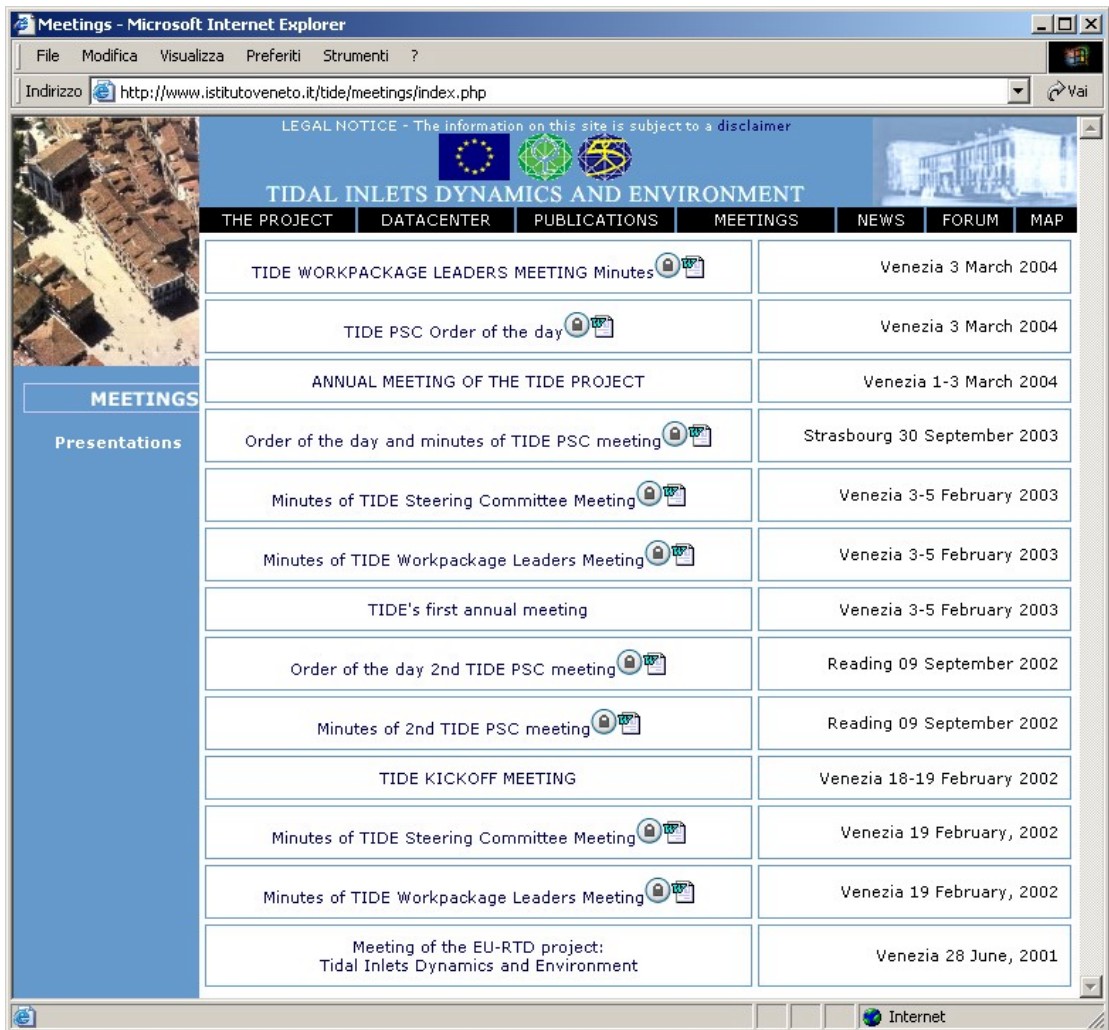 Meetings - Microsoft Internet Explorer
File Modifica Visualizza Preferiti Strumenti ?
Indirizzo http://www.istitutoveneto.it/tide/meetings/index.php Vai
LEGAL NOTICE - The information on this site is subject to a disclaimer
TIDAL INLETS DYNAMICS AND ENVIRONMENT
THE PROJECT DATACENTER PUBLICATIONS MEETINGS NEWS FORUM MAP
MEETINGS
Presentations
TIDE WORKPACKAGE LEADERS MEETING Minutes Venezia 3 March 2004
TIDE PSC Order of the day Venezia 3 March 2004
ANNUAL MEETING OF THE TIDE PROJECT Venezia 1-3 March 2004
Order of the day and minutes of TIDE PSC meeting Strasbourg 30 September 2003
Minutes of TIDE Steering Committee Meeting Venezia 3-5 February 2003
Minutes of TIDE Workpackage Leaders Meeting Venezia 3-5 February 2003
TIDE's first annual meeting Venezia 3-5 February 2003
Order of the day 2nd TIDE PSC meeting Reading 09 September 2002
Minutes of 2nd TIDE PSC meeting Reading 09 September 2002
TIDE KICKOFF MEETING Venezia 18-19 February 2002
Minutes of TIDE Steering Committee Meeting Venezia 19 February, 2002
Minutes of TIDE Workpackage Leaders Meeting Venezia 19 February, 2002
Meeting of the EU-RTD project:
Tidal Inlets Dynamics and Environment Venezia 28 June, 2001
Internet